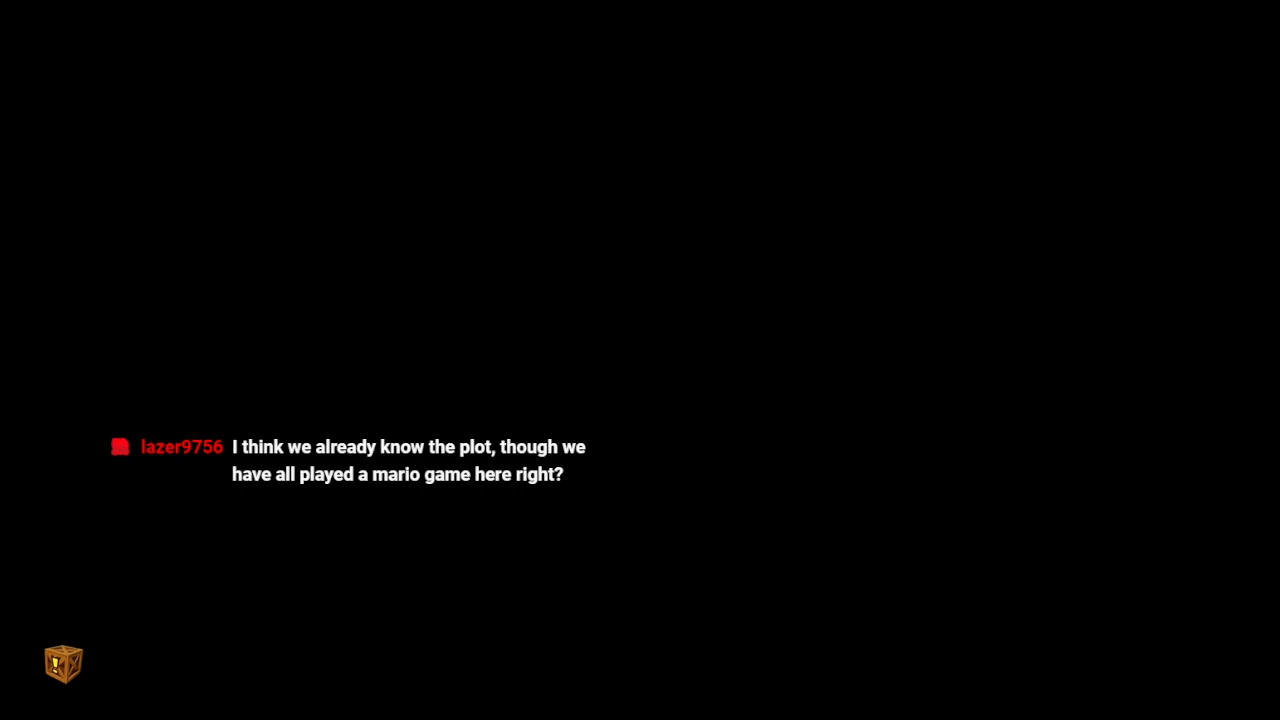 lazer9756 I think we already know the plot, though we
have all played a mario game here right?
!